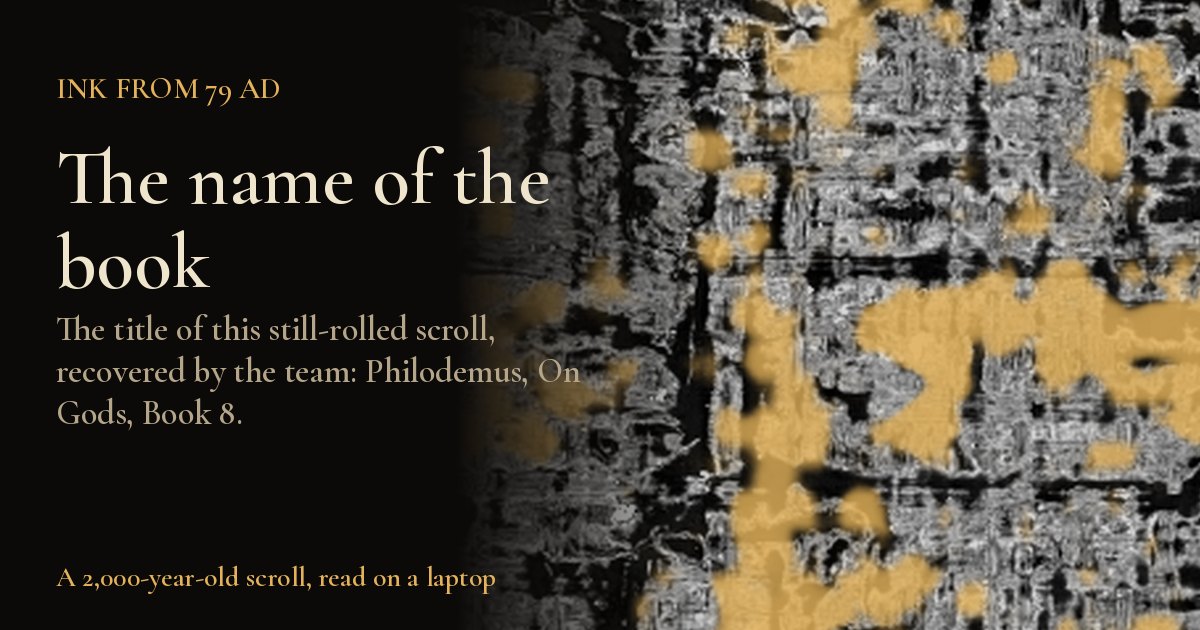 INK FROM 79 AD
The name of the
book
The title of this still-rolled scroll,
recovered by the team: Philodemus, On
Gods, Book 8.
A 2,000-year-old scroll, read on a laptop